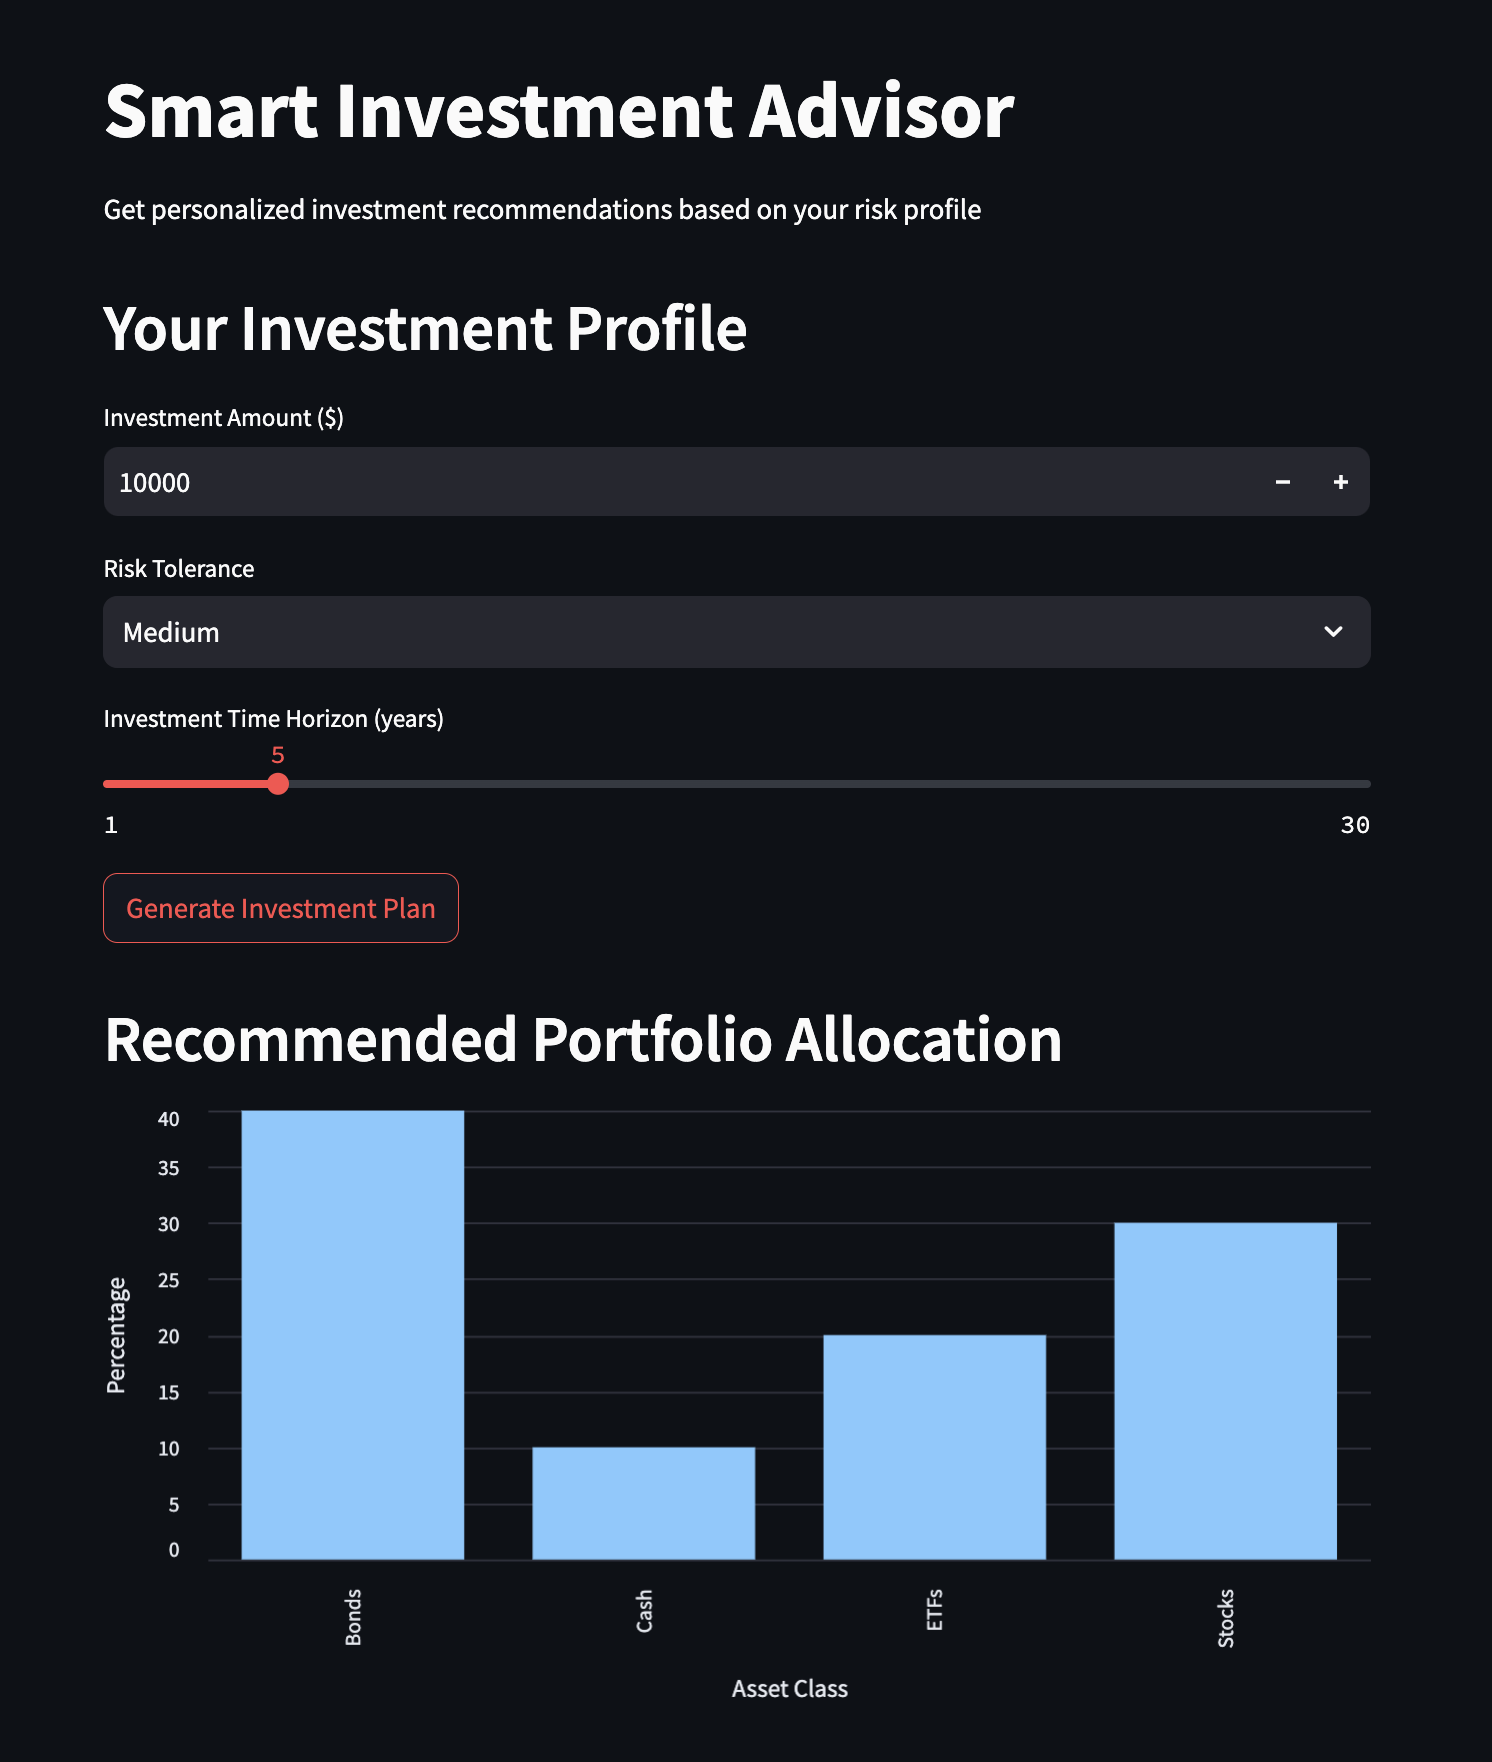 Smart Investment Advisor
Get personalized investment recommendations based on your risk profile
Your Investment Profile
Investment Amount ($)
10000
Risk Tolerance
Medium
Investment Time Horizon (years)
5
1
30
Generate Investment Plan
Recommended Portfolio Allocation
40
35
30
25
20
15
10
5
0
Percentage
Bonds
Cash
ETFs
Stocks
Asset Class